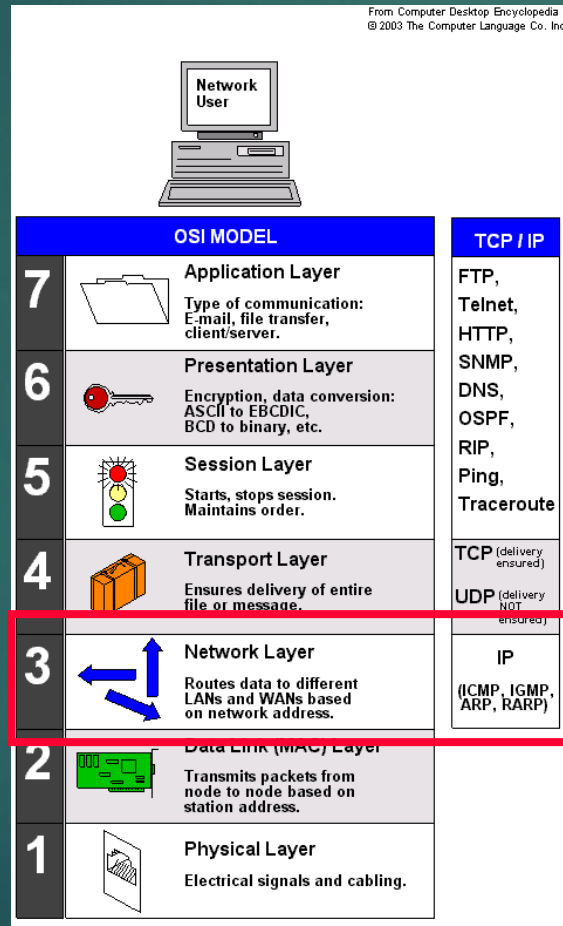 From Computer Desktop Encyclopedia
© 2003 The Computer Language Co. Inc
Network
User
OSI MODEL
7
Application Layer
Type of communication:
E-mail, file transfer,
client/server.
6
Presentation Layer
Encryption, data conversion:
ASCII to EBCDIC,
BCD to binary, etc.
5
Session Layer
Starts, stops session.
Maintains order.
4
Transport Layer
Ensures delivery of entire
file or message.
3
Network Layer
Routes data to different
LANs and WANs based
on network address.
2
Data Link (MAC) Layer
Transmits packets from
node to node based on
station address.
1
Physical Layer
Electrical signals and cabling.
TCP / IP
FTP,
Telnet,
HTTP,
SNMP,
DNS,
OSPF,
RIP,
Ping,
Traceroute
TCP (delivery
ensured)
UDP (delivery
NOT
ensured)
IP
(ICMP, IGMP,
ARP, RARP)